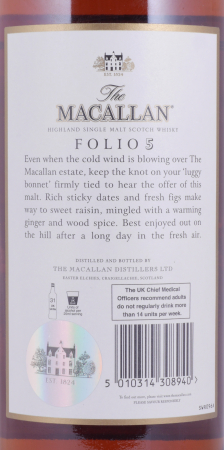 EST. 1824
The
MACALLAN
HIGHLAND SINGLE MALT SCOTCH WHISKY
FOLIO 5
Even when the cold wind is blowing over The
Macallan estate, keep the knot on your 'luggy
bonnet' firmly tied to hear the offer of this
malt. Rich sticky dates and fresh figs make
way to sweet raisin, mingled with a warming
ginger and wood spice. Best enjoyed out
on the hill after a long day in the fresh air.
DISTILLED AND BOTTLED BY
THE MACALLAN DISTILLERS LTD
EASTER ELCHIES, CRAIGELLACHIE, SCOTLAND.
The UK Chief Medical
Officers recommend adults
do not regularly drink more
than 14 units per week.
5 010314 308940
EST. 1824